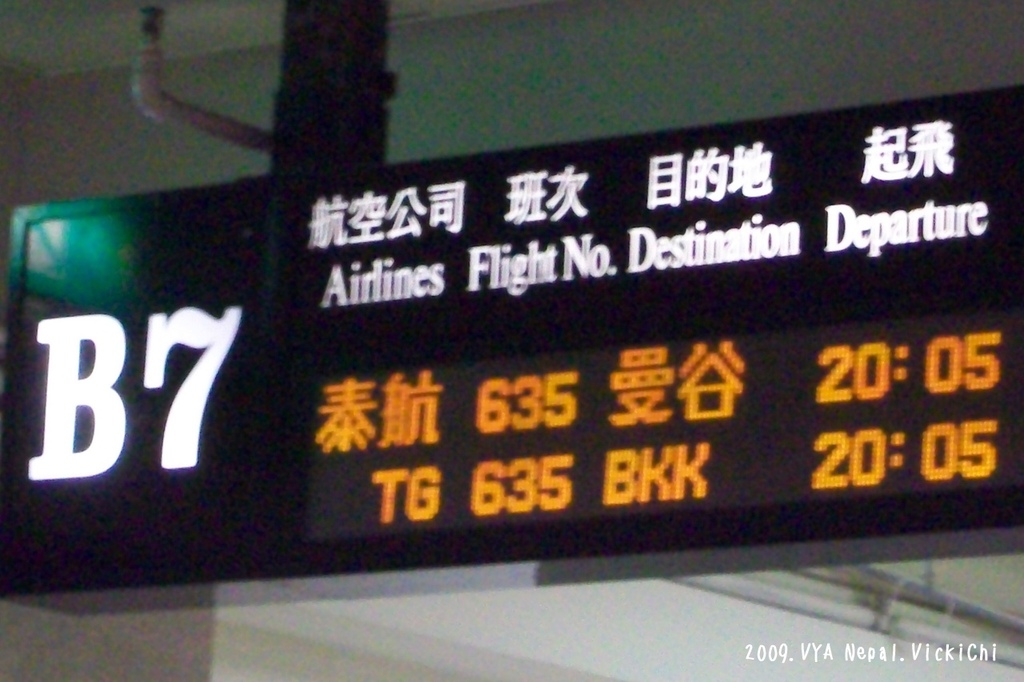 B7
航空公司 班次 目的地 起飛
Airlines Flight No. Destination Departure
泰航 635 曼谷 20:05
TG 635 BKK 20:05
2009.VYA Nepal.VickiChi